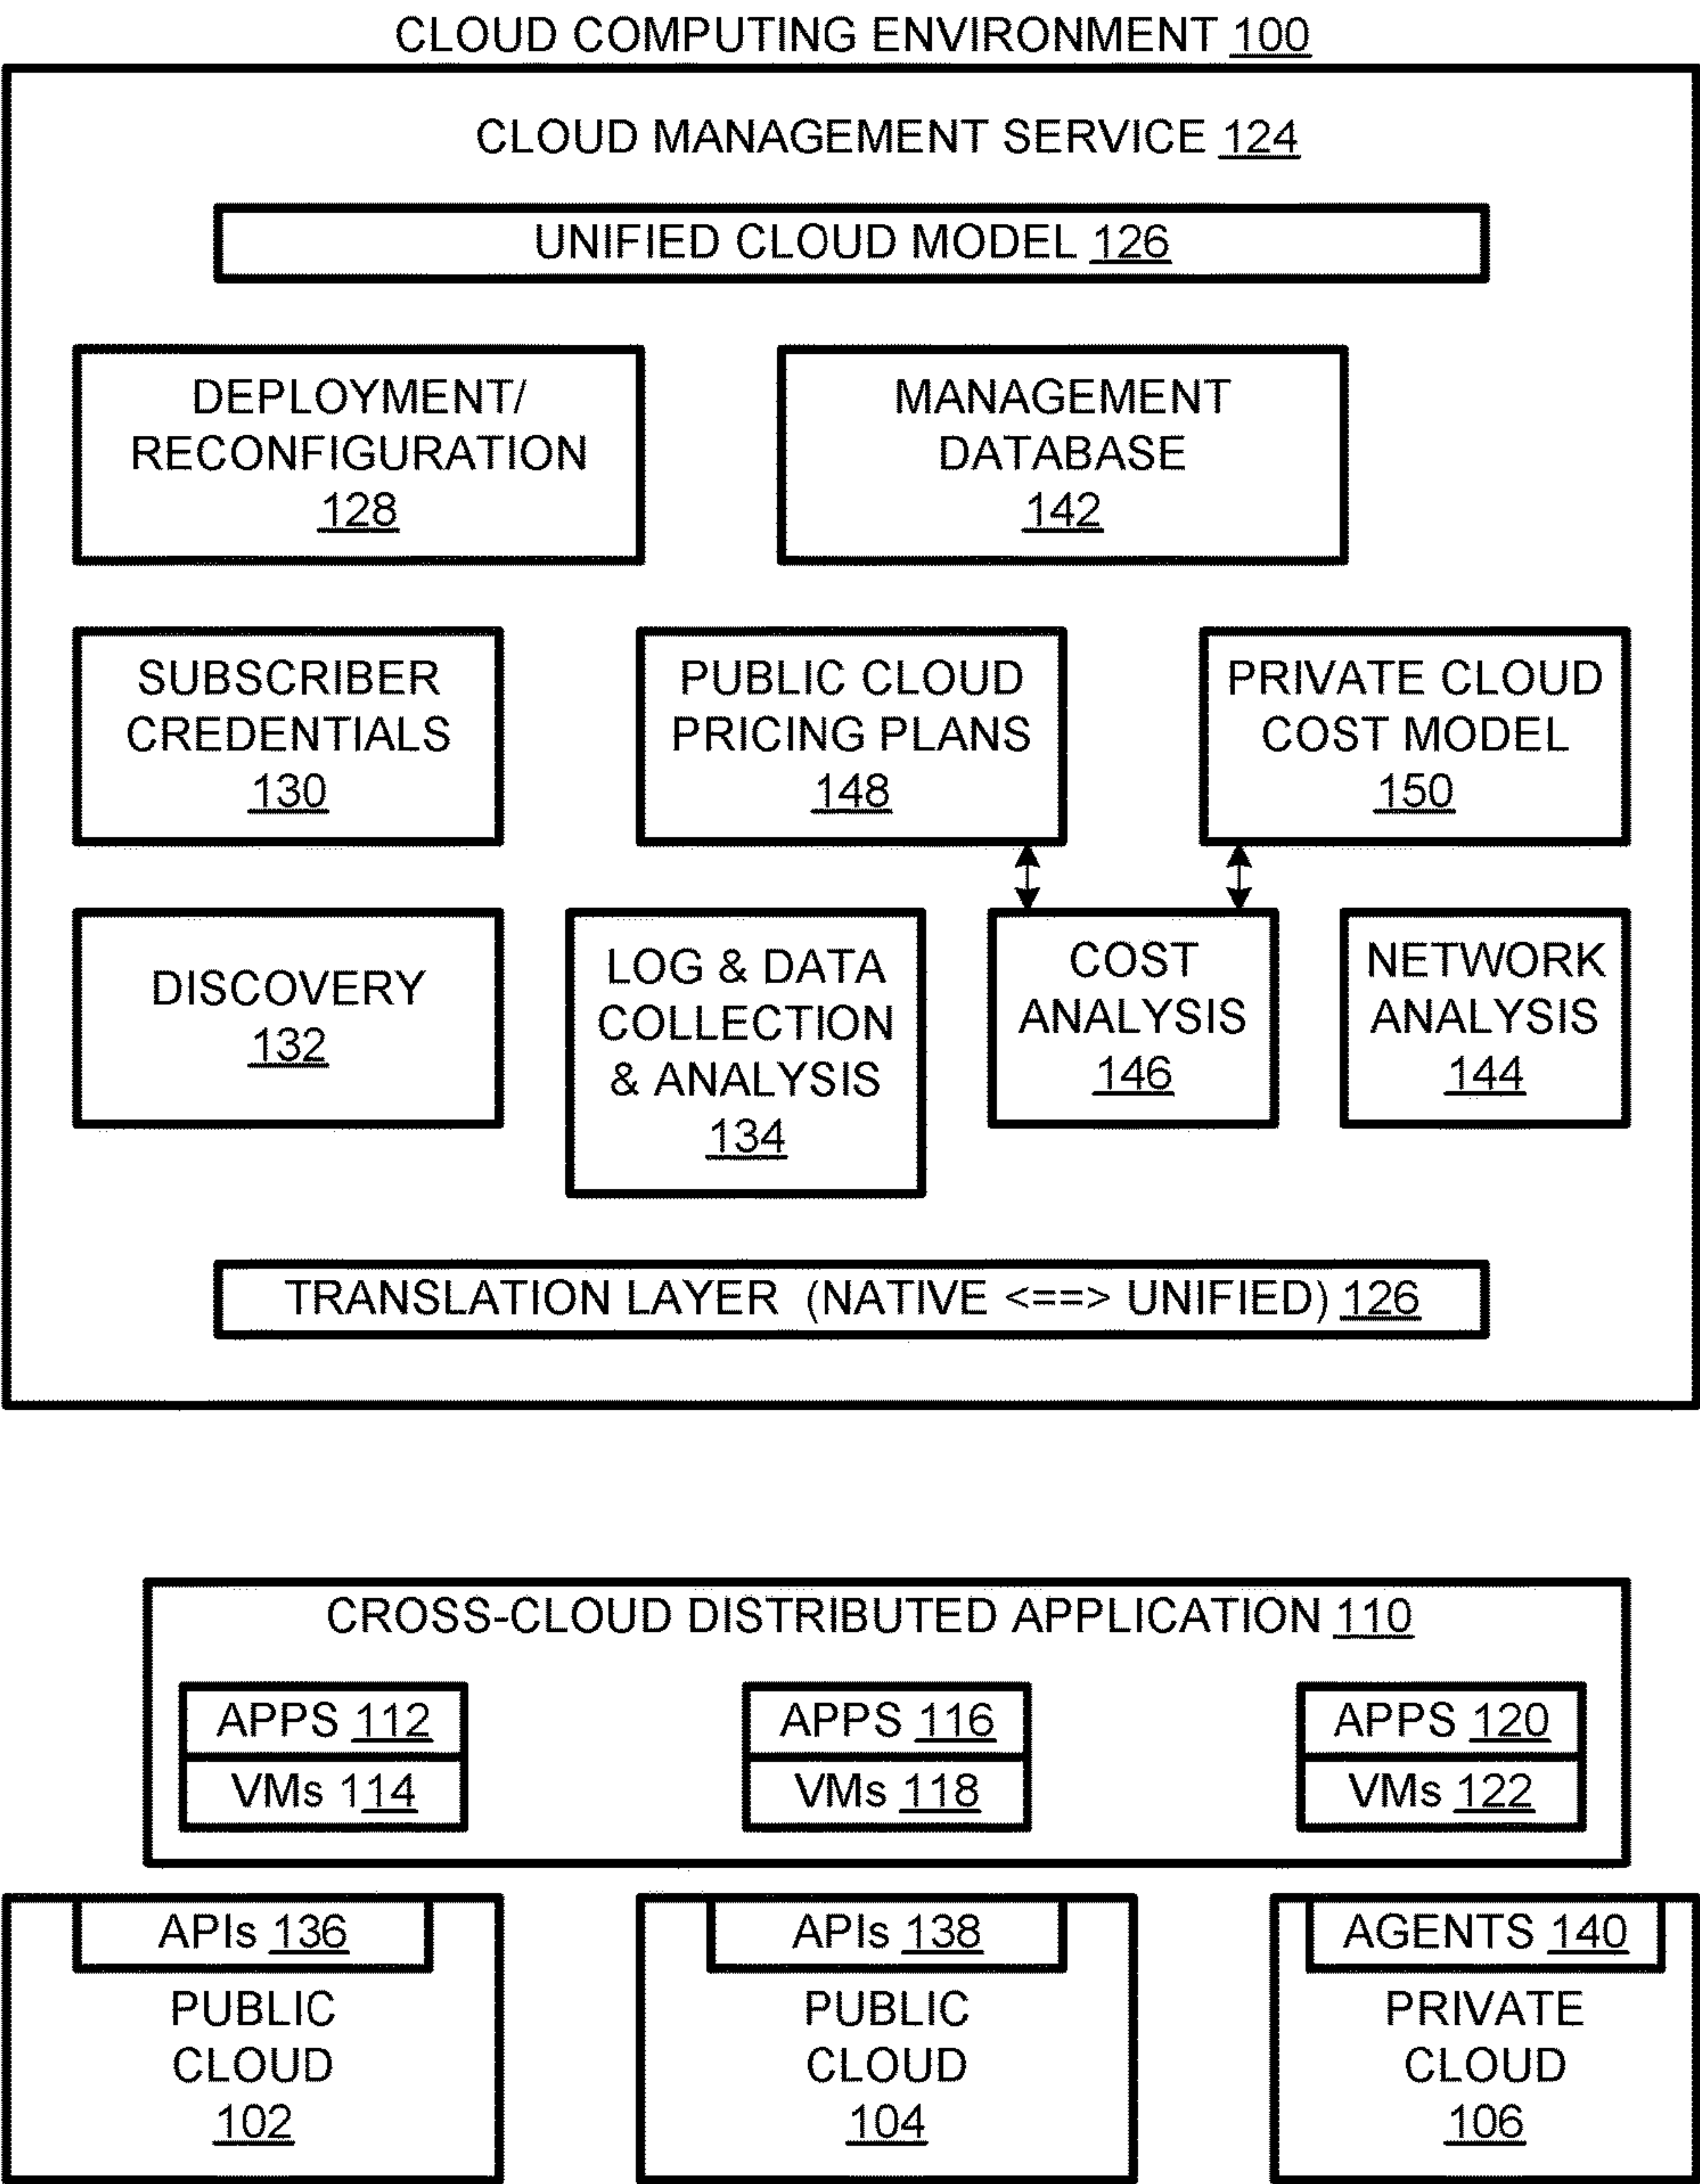 CLOUD COMPUTING ENVIRONMENT 100
CLOUD MANAGEMENT SERVICE 124
UNIFIED CLOUD MODEL 126
DEPLOYMENT/
RECONFIGURATION
128
MANAGEMENT
DATABASE
142
SUBSCRIBER
CREDENTIALS
130
PUBLIC CLOUD
PRICING PLANS
148
PRIVATE CLOUD
COST MODEL
150
DISCOVERY
132
LOG & DATA
COLLECTION
& ANALYSIS
134
COST
ANALYSIS
146
NETWORK
ANALYSIS
144
TRANSLATION LAYER (NATIVE <==> UNIFIED) 126
CROSS-CLOUD DISTRIBUTED APPLICATION 110
APPS 112
VMs 114
APPS 116
VMs 118
APPS 120
VMs 122
APIs 136
PUBLIC
CLOUD
102
APIs 138
PUBLIC
CLOUD
104
AGENTS 140
PRIVATE
CLOUD
106